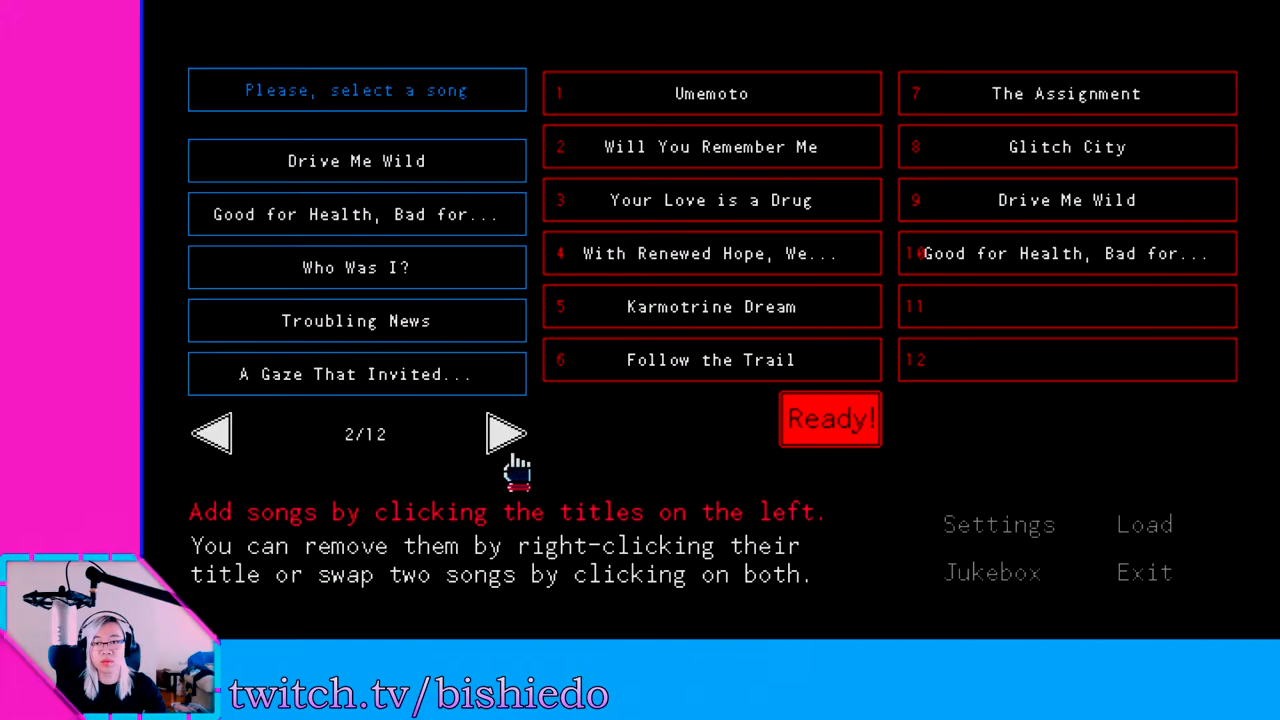 Please, select a song
Drive Me Wild
Good for Health, Bad for...
Who Was I?
Troubling News
A Gaze That Invited...
2/12
1 Umemoto
2 Will You Remember Me
3 Your Love is a Drug
4 With Renewed Hope, We...
5 Karmotrine Dream
6 Follow the Trail
7 The Assignment
8 Glitch City
9 Drive Me Wild
10 Good for Health, Bad for...
11
12
Ready!
Add songs by clicking the titles on the left.
You can remove them by right-clicking their
title or swap two songs by clicking on both.
Settings Load
Jukebox Exit
twitch.tv/bishiedo